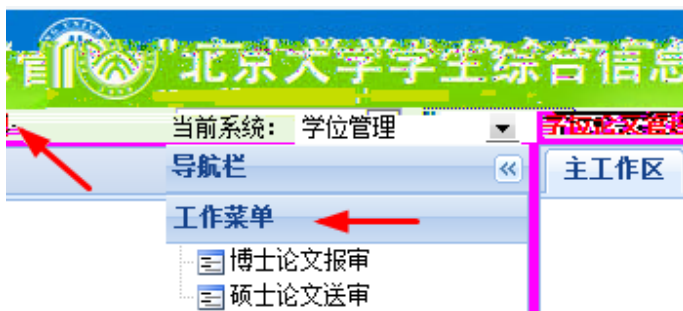 北京大学学生综合信息
当前系统： 学位管理
导航栏
主工作区
工作菜单
博士论文报审
硕士论文送审